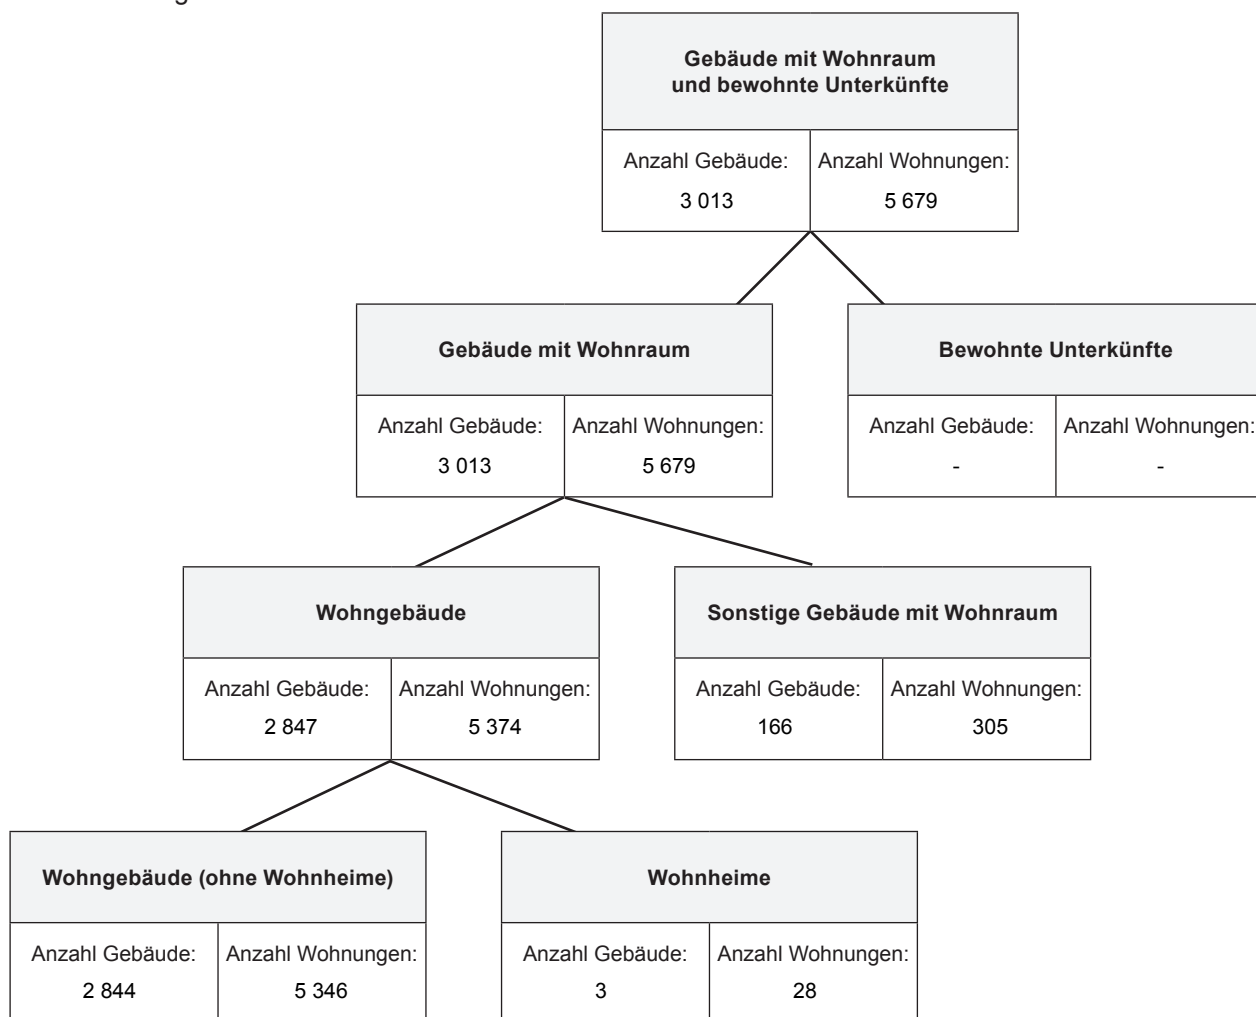 Gebäude mit Wohnraum
und bewohnte Unterkünfte
Anzahl Gebäude: Anzahl Wohnungen:
3 013 5 679
Gebäude mit Wohnraum Bewohnte Unterkünfte
Anzahl Gebäude: Anzahl Wohnungen: Anzahl Gebäude: Anzahl Wohnungen:
3 013 5 679 - -
Wohngebäude Sonstige Gebäude mit Wohnraum
Anzahl Gebäude: Anzahl Wohnungen: Anzahl Gebäude: Anzahl Wohnungen:
2 847 5 374 166 305
Wohngebäude (ohne Wohnheime) Wohnheime
Anzahl Gebäude: Anzahl Wohnungen: Anzahl Gebäude: Anzahl Wohnungen:
2 844 5 346 3 28